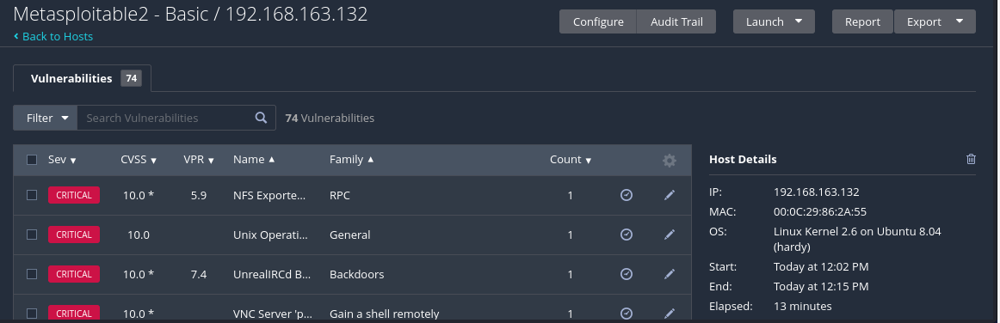 Metasploitable2 - Basic / 192.168.163.132
Configure Audit Trail Launch Report Export
Back to Hosts
Vulnerabilities 74
Filter Search Vulnerabilities 74 Vulnerabilities
Sev CVSS VPR Name Family Count
CRITICAL 10.0 * 5.9 NFS Exporte... RPC 1
CRITICAL 10.0 Unix Operati... General 1
CRITICAL 10.0 * 7.4 UnrealIRCd B... Backdoors 1
CRITICAL 10.0 * VNC Server 'p... Gain a shell remotely 1
Host Details
IP: 192.168.163.132
MAC: 00:0C:29:86:2A:55
OS: Linux Kernel 2.6 on Ubuntu 8.04
(hardy)
Start: Today at 12:02 PM
End: Today at 12:15 PM
Elapsed: 13 minutes